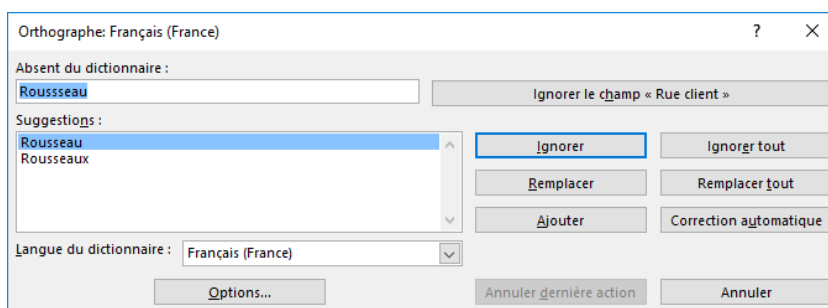 Orthographe: Français (France)
?
Absent du dictionnaire :
Roussseau
Ignorer le champ « Rue client »
Suggestions :
Rousseau
Rousseaux
Ignorer
Ignorer tout
Remplacer
Remplacer tout
Ajouter
Correction automatique
Langue du dictionnaire :
Français (France)
Options...
Annuler dernière action
Annuler